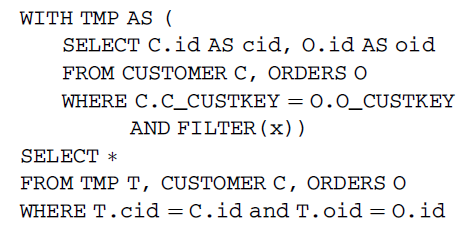 WITH TMP AS (
SELECT C.id AS cid, O.id AS oid
FROM CUSTOMER C, ORDERS O
WHERE C.C_CUSTKEY = O.O_CUSTKEY
AND FILTER(x))
SELECT *
FROM TMP T, CUSTOMER C, ORDERS O
WHERE T.cid = C.id and T.oid = O.id